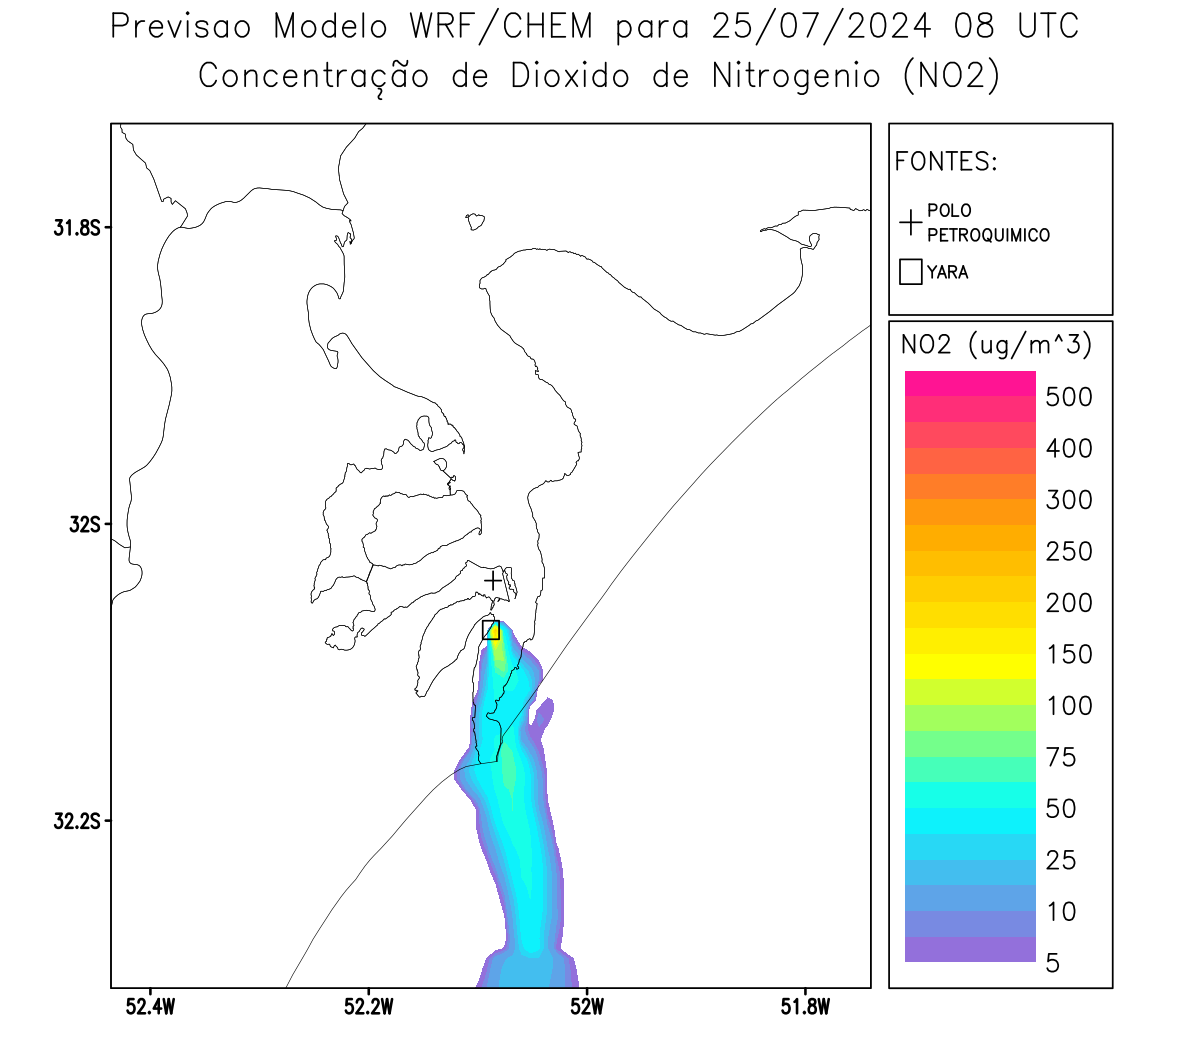 Previsao Modelo WRF/CHEM para 25/07/2024 08 UTC
Concentração de Dioxido de Nitrogenio (NO2)
FONTES:
POLO
PETROQUIMICO
YARA
NO2 (ug/m^3)
500
400
300
250
200
150
100
75
50
25
10
5
31.8S
32S
32.2S
52.4W
52.2W
52W
51.8W